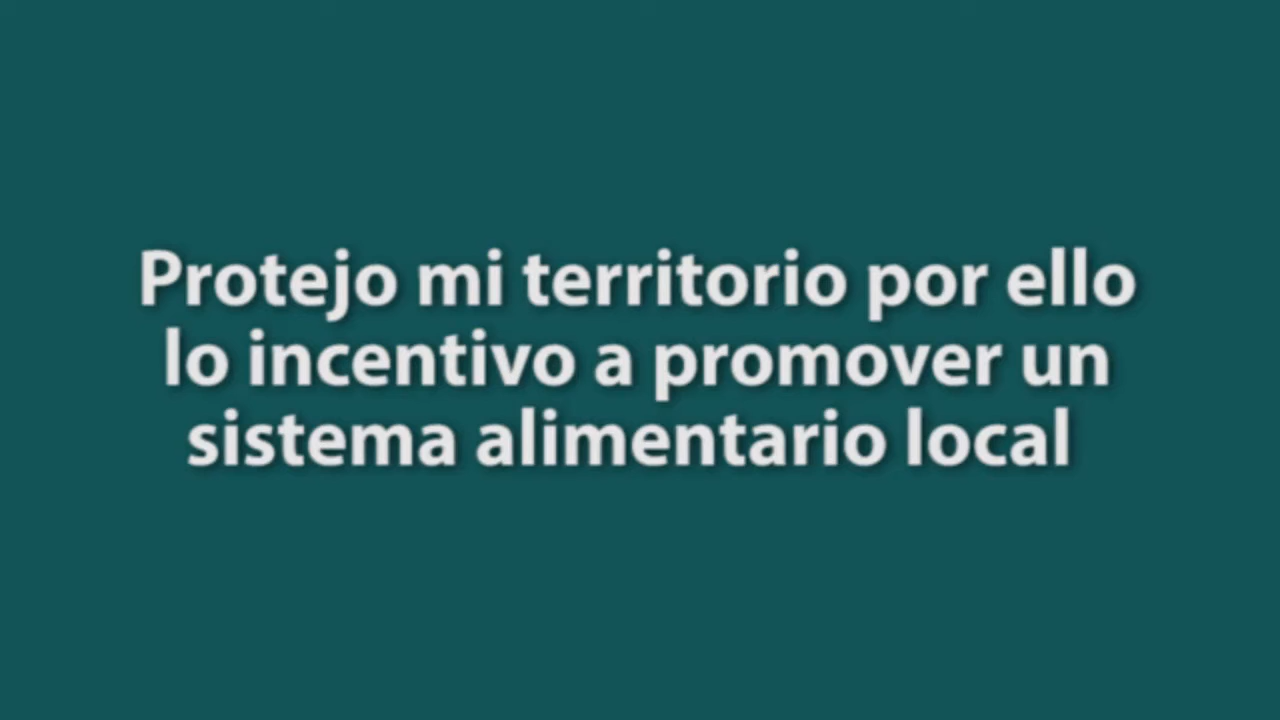 Protejo mi territorio por ello
lo incentivo a promover un
sistema alimentario local